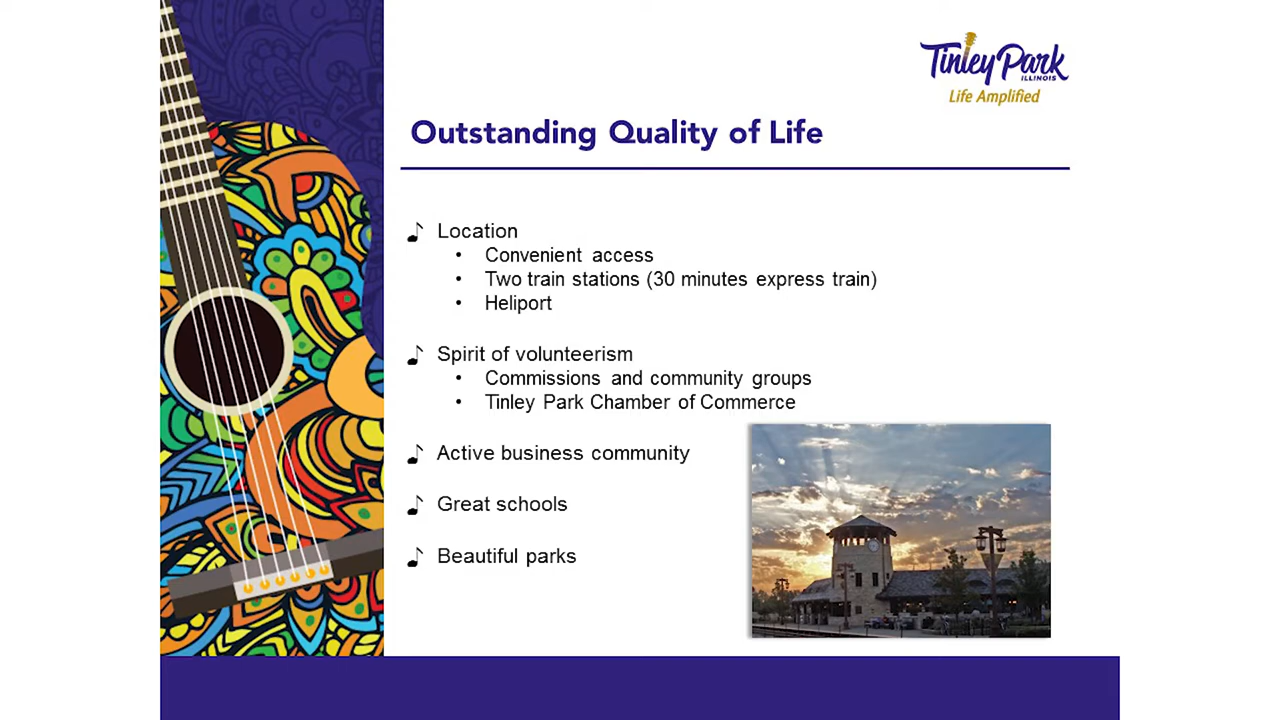 Tinley Park
ILLINOIS
Life Amplified
Outstanding Quality of Life
♪ Location
• Convenient access
• Two train stations (30 minutes express train)
• Heliport
♪ Spirit of volunteerism
• Commissions and community groups
• Tinley Park Chamber of Commerce
♪ Active business community
♪ Great schools
♪ Beautiful parks